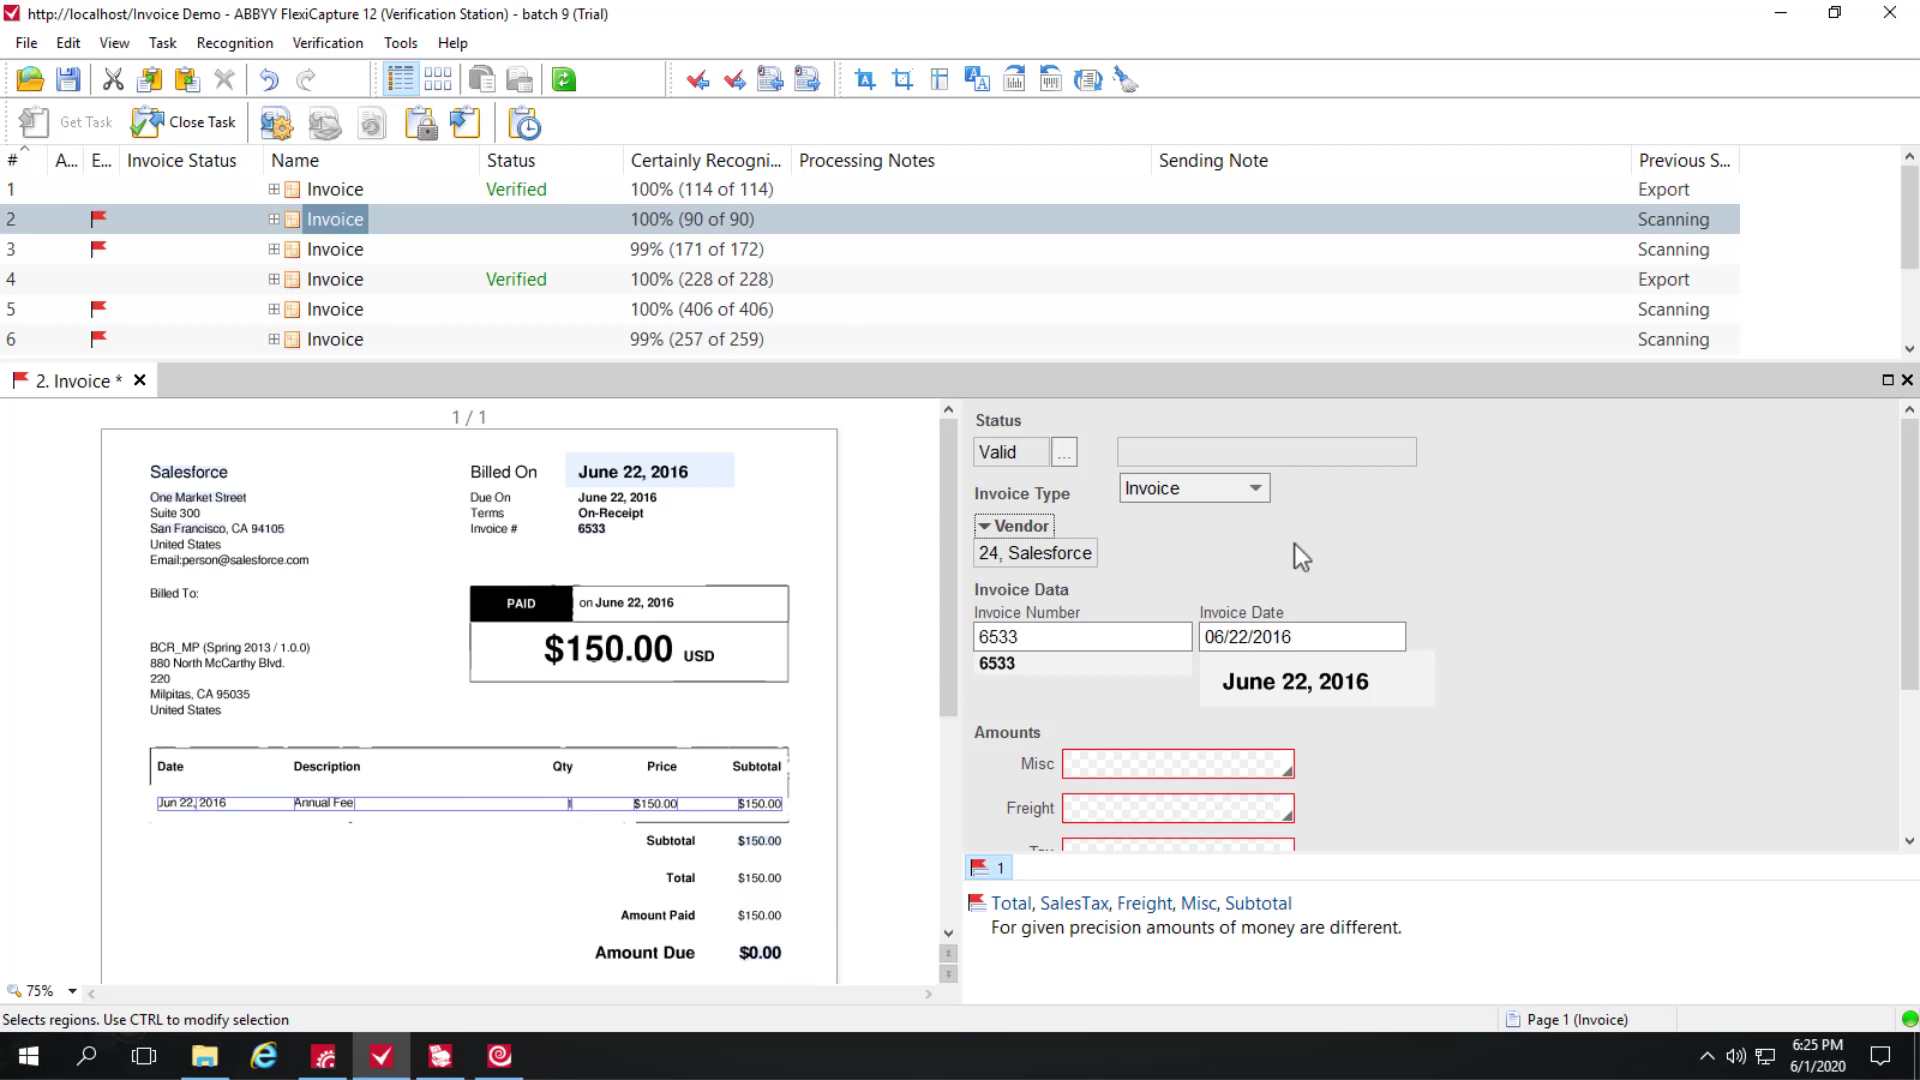 http://localhost/Invoice Demo - ABBYY FlexiCapture 12 (Verification Station) - batch 9 (Trial)
File Edit View Task Recognition Verification Tools Help
Get Task Close Task
# A... E... Invoice Status Name Status Certainly Recogni... Processing Notes Sending Note Previous S...
1 Invoice Verified 100% (114 of 114) Export
2 Invoice 100% (90 of 90) Scanning
3 Invoice 99% (171 of 172) Scanning
4 Invoice Verified 100% (228 of 228) Export
5 Invoice 100% (406 of 406) Scanning
6 Invoice 99% (257 of 259) Scanning
2. Invoice *
1 / 1
Salesforce
One Market Street
Suite 300
San Francisco, CA 94105
United States
Email:person@salesforce.com
Billed To:
BCR_MP (Spring 2013 / 1.0.0)
880 North McCarthy Blvd.
220
Milpitas, CA 95035
United States
Billed On June 22, 2016
Due On June 22, 2016
Terms On-Receipt
Invoice # 6533
PAID on June 22, 2016
$150.00 USD
Date Description Qty Price Subtotal
Jun 22, 2016 Annual Fee 1 $150.00 $150.00
Subtotal $150.00
Total $150.00
Amount Paid $150.00
Amount Due $0.00
75%
Status
Valid ...
Invoice Type Invoice
Vendor
24, Salesforce
Invoice Data
Invoice Number Invoice Date
6533 06/22/2016
6533 June 22, 2016
Amounts
Misc
Freight
1
Total, SalesTax, Freight, Misc, Subtotal
For given precision amounts of money are different.
Selects regions. Use CTRL to modify selection
Page 1 (Invoice)
6:25 PM
6/1/2020